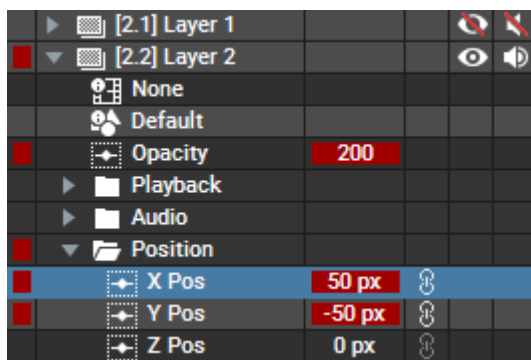 [2.1] Layer 1
[2.2] Layer 2
None
Default
Opacity 200
Playback
Audio
Position
X Pos 50 px
Y Pos -50 px
Z Pos 0 px